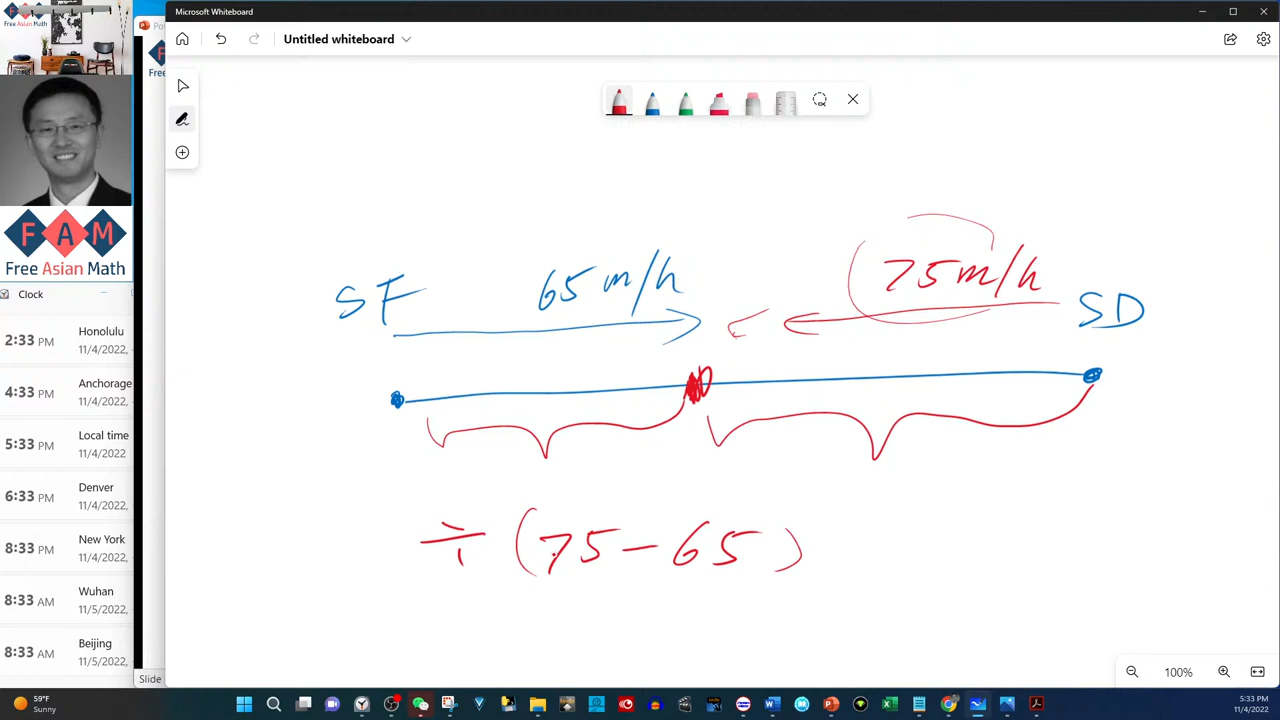 Free Asian Math
Microsoft Whiteboard
Untitled whiteboard
F A M
Free Asian Math
Clock
Honolulu
2:33 PM
11/4/2022,
Anchorage
4:33 PM
11/4/2022,
Local time
5:33 PM
11/4/2022
Denver
6:33 PM
11/4/2022,
New York
8:33 PM
11/4/2022,
Wuhan
8:33 AM
11/5/2022,
Beijing
8:33 AM
11/5/2022,
Slide
SF 65 m/h 75 m/h SD
÷ (75 - 65)
100%
59°F
Sunny
5:33 PM
11/4/2022